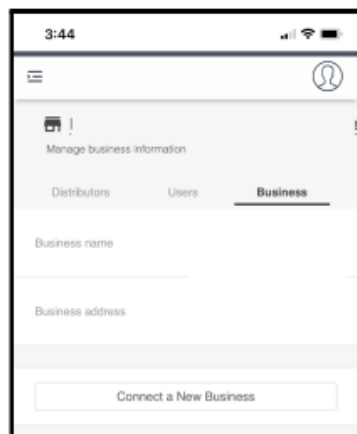 3:44
Manage business information
Distributors Users Business
Business name
Business address
Connect a New Business